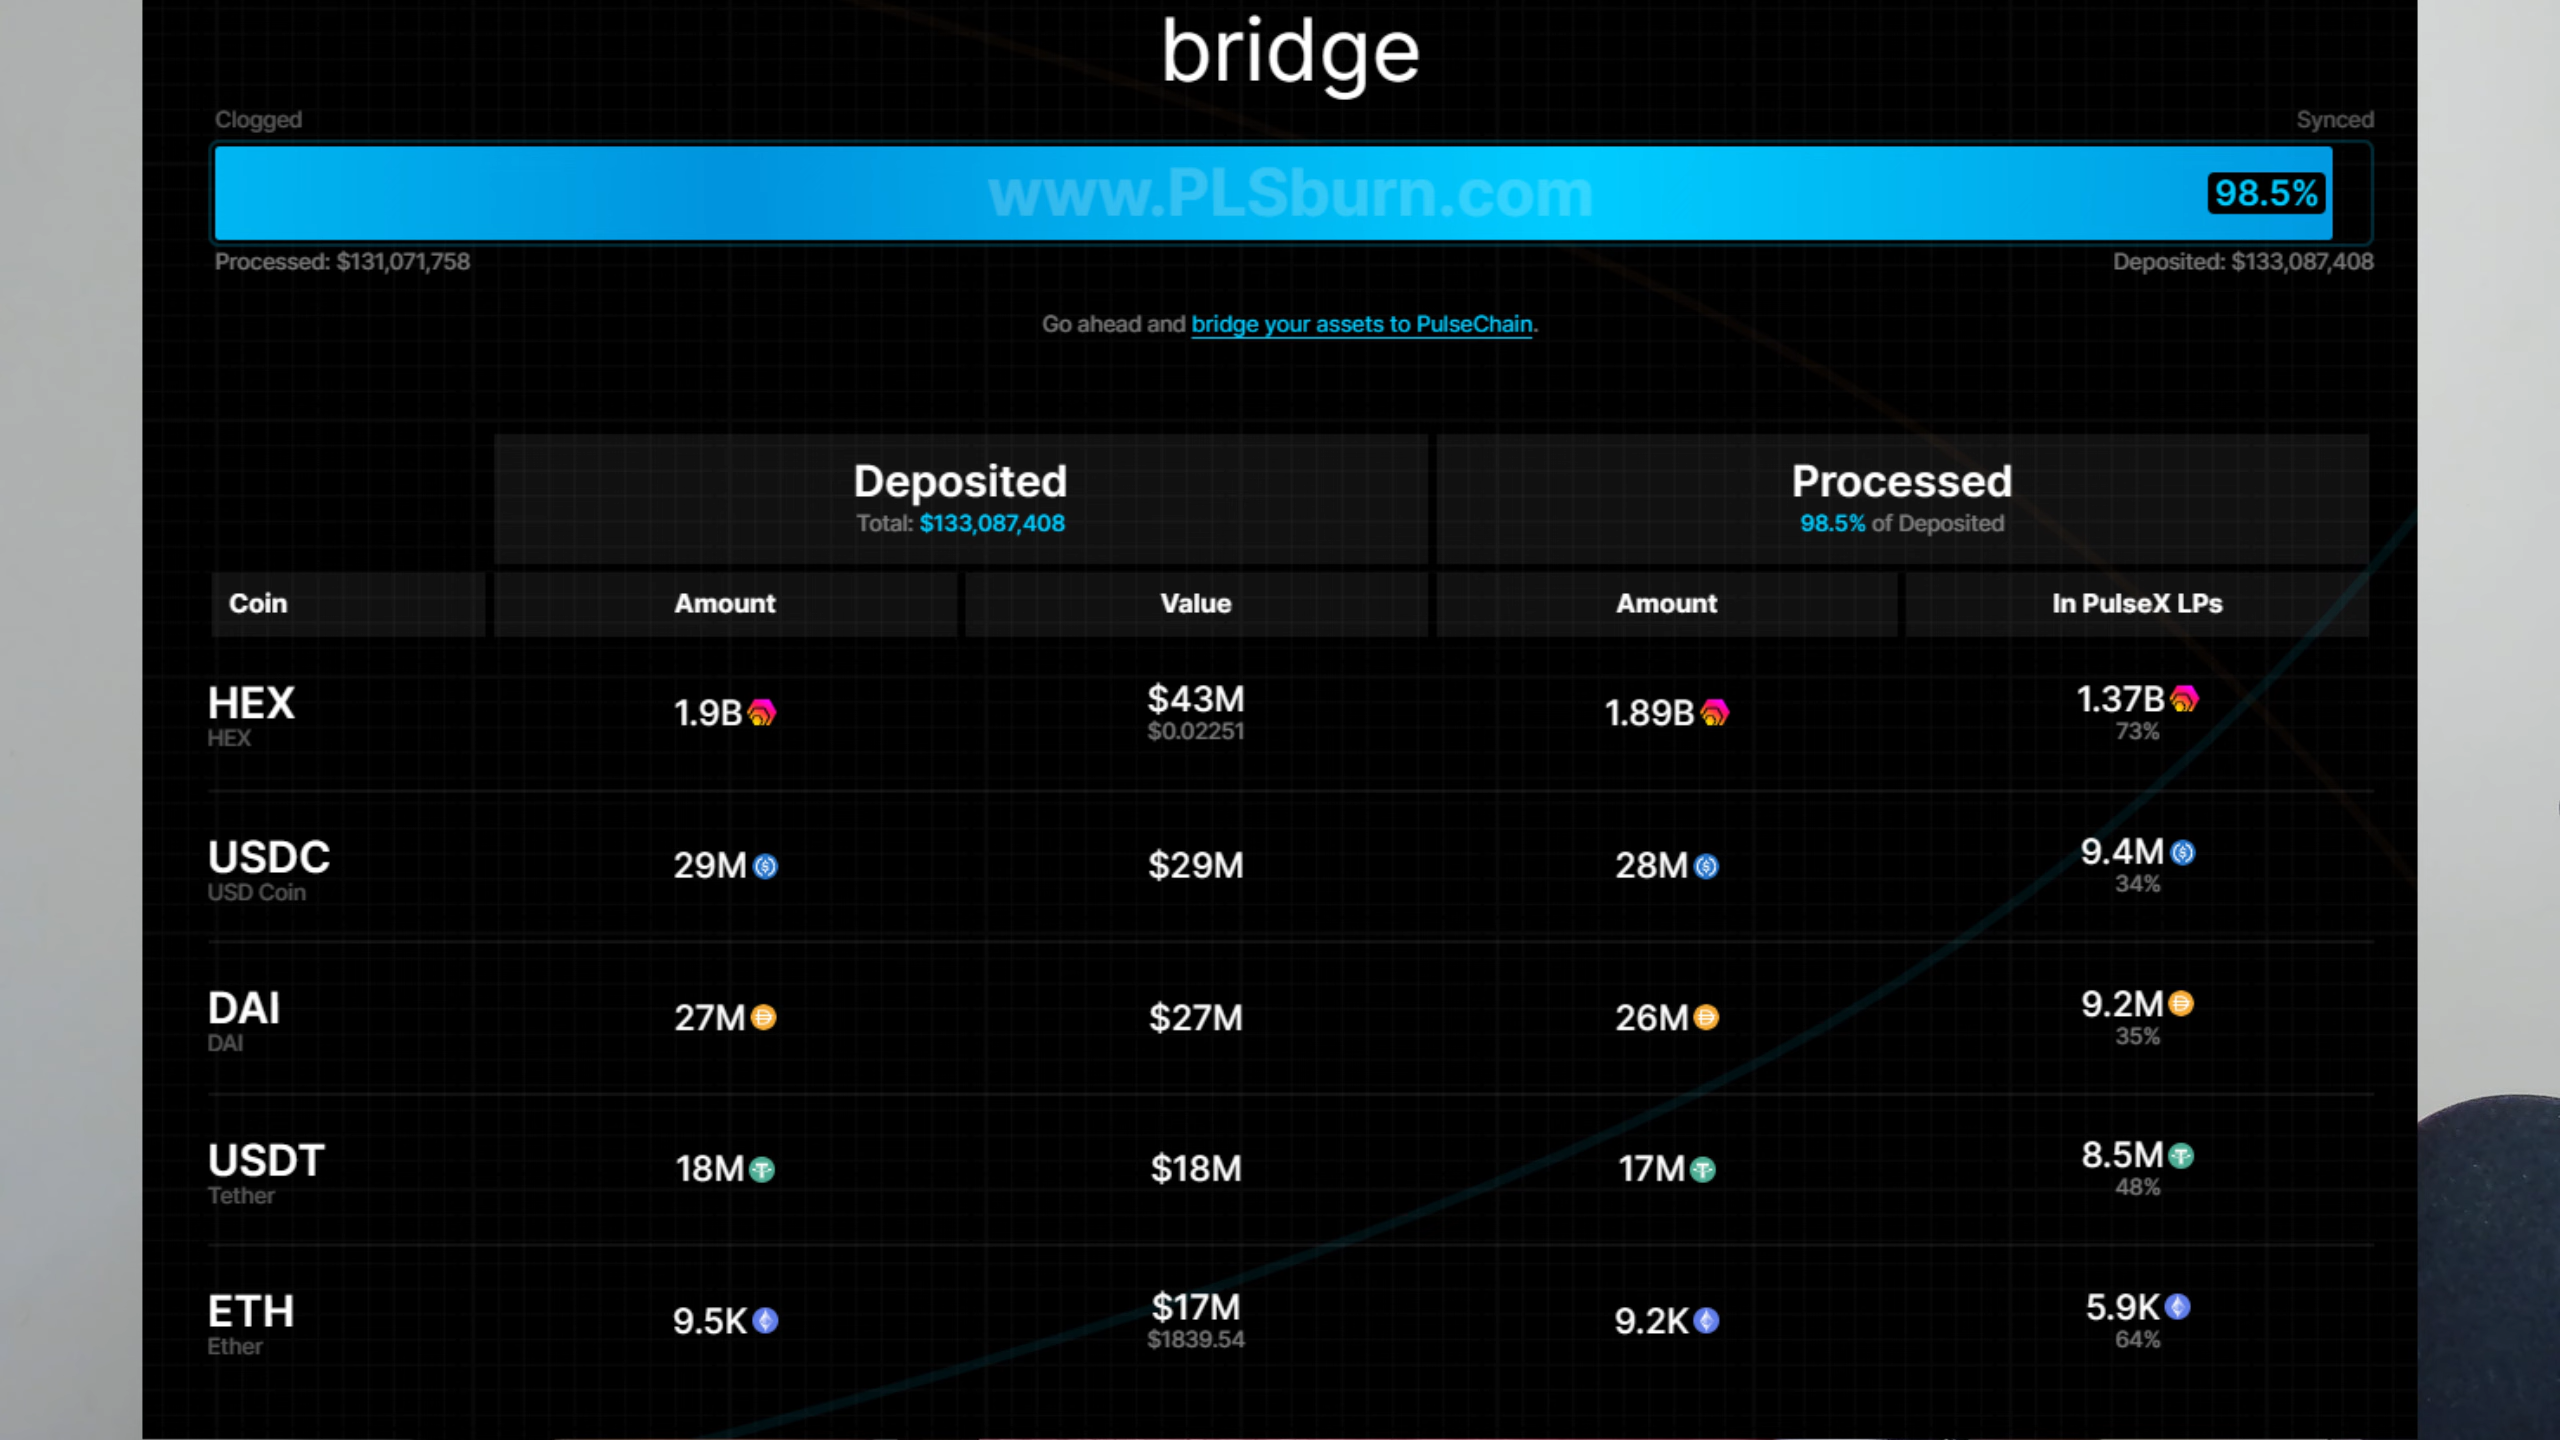 bridge
Clogged Synced
www.PLSburn.com 98.5%
Processed: $131,071,758 Deposited: $133,087,408
Go ahead and bridge your assets to PulseChain.
Deposited Processed
Total: $133,087,408 98.5% of Deposited
Coin Amount Value Amount In PulseX LPs
HEX 1.9B $43M 1.89B 1.37B
HEX $0.02251 73%
USDC 29M $29M 28M 9.4M
USD Coin 34%
DAI 27M $27M 26M 9.2M
DAI 35%
USDT 18M $18M 17M 8.5M
Tether 48%
ETH 9.5K $17M 9.2K 5.9K
Ether $1839.54 64%